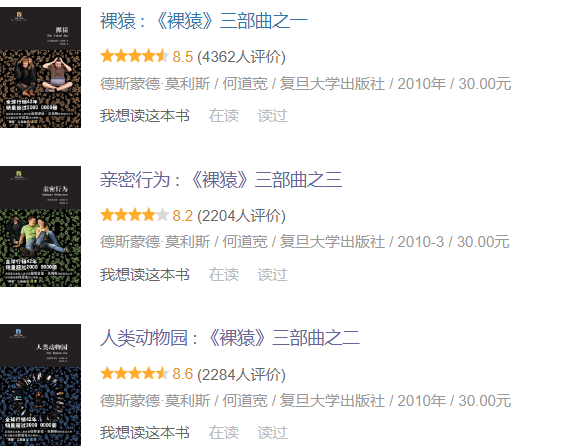 裸猿
The Naked Ape
全球行销42年
销量超过2000 0000册
裸猿 : 《裸猿》三部曲之一
8.5 (4362人评价)
德斯蒙德·莫利斯 / 何道宽 / 复旦大学出版社 / 2010年 / 30.00元
我想读这本书 在读 读过
亲密行为
全球行销42年
销量超过2000 0000册
亲密行为 : 《裸猿》三部曲之三
8.2 (2204人评价)
德斯蒙德·莫利斯 / 何道宽 / 复旦大学出版社 / 2010-3 / 30.00元
我想读这本书 在读 读过
人类动物园
The Human Zoo
全球行销42年
销量超过2000 0000册
人类动物园 : 《裸猿》三部曲之二
8.6 (2284人评价)
德斯蒙德·莫利斯 / 何道宽 / 复旦大学出版社 / 2010年 / 30.00元
我想读这本书 在读 读过